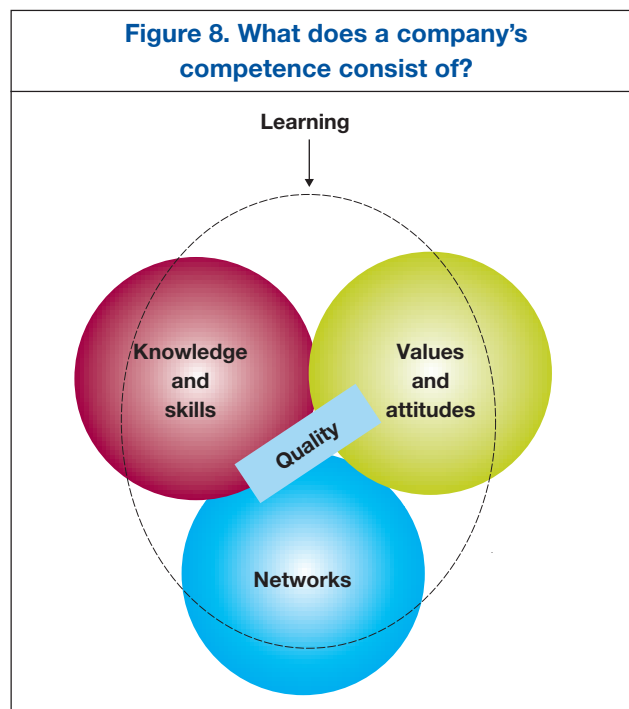 Figure 8. What does a company’s
competence consist of?
Learning
Knowledge
and
skills
Values
and
attitudes
Quality
Networks